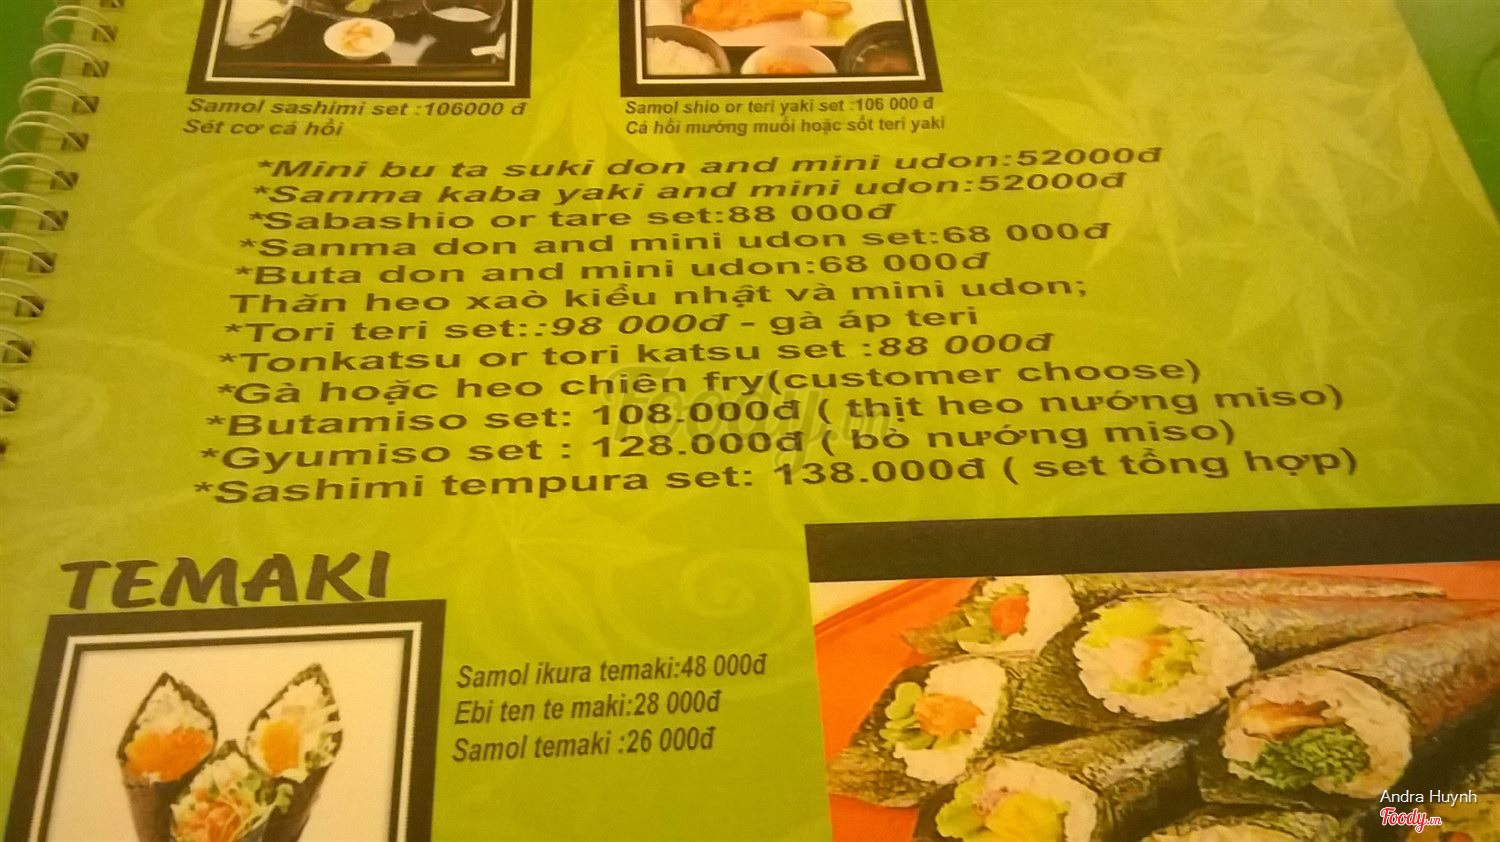 Samol sashimi set :106000 đ
Sét cơ cá hồi
Samol shio or teri yaki set :106 000 đ
Cá hồi mướng muối hoặc sốt teri yaki
*Mini bu ta suki don and mini udon:52000đ
*Sanma kaba yaki and mini udon:52000đ
*Sabashio or tare set:88 000đ
*Sanma don and mini udon set:68 000đ
*Buta don and mini udon:68 000đ
Thăn heo xaò kiểu nhật và mini udon;
*Tori teri set::98 000đ - gà áp teri
*Tonkatsu or tori katsu set :88 000đ
*Gà hoặc heo chiên fry(customer choose)
*Butamiso set: 108.000đ ( thịt heo nướng miso)
*Gyumiso set : 128.000đ ( bò nướng miso)
*Sashimi tempura set: 138.000đ ( set tổng hợp)
TEMAKI
Samol ikura temaki:48 000đ
Ebi ten te maki:28 000đ
Samol temaki :26 000đ
Foody.vn
Andra Huynh
Foody.vn